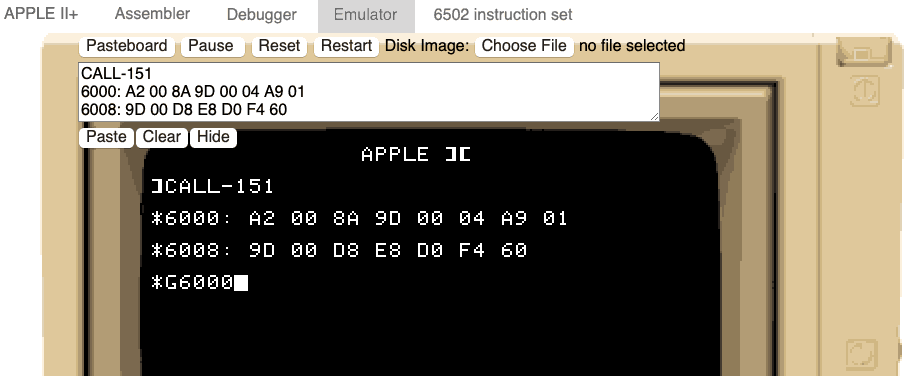 APPLE II+ Assembler Debugger Emulator 6502 instruction set
Pasteboard Pause Reset Restart Disk Image: Choose File no file selected
CALL-151
6000: A2 00 8A 9D 00 04 A9 01
6008: 9D 00 D8 E8 D0 F4 60
Paste Clear Hide
APPLE ][
]CALL-151
*6000: A2 00 8A 9D 00 04 A9 01
*6008: 9D 00 D8 E8 D0 F4 60
*G6000